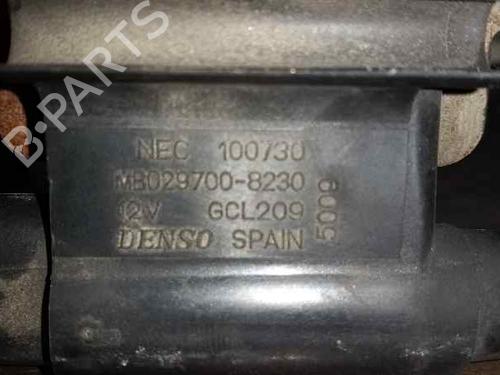 B-PARTS
NEC 100730
MB029700-8230
12V GCL209
DENSO SPAIN
5009